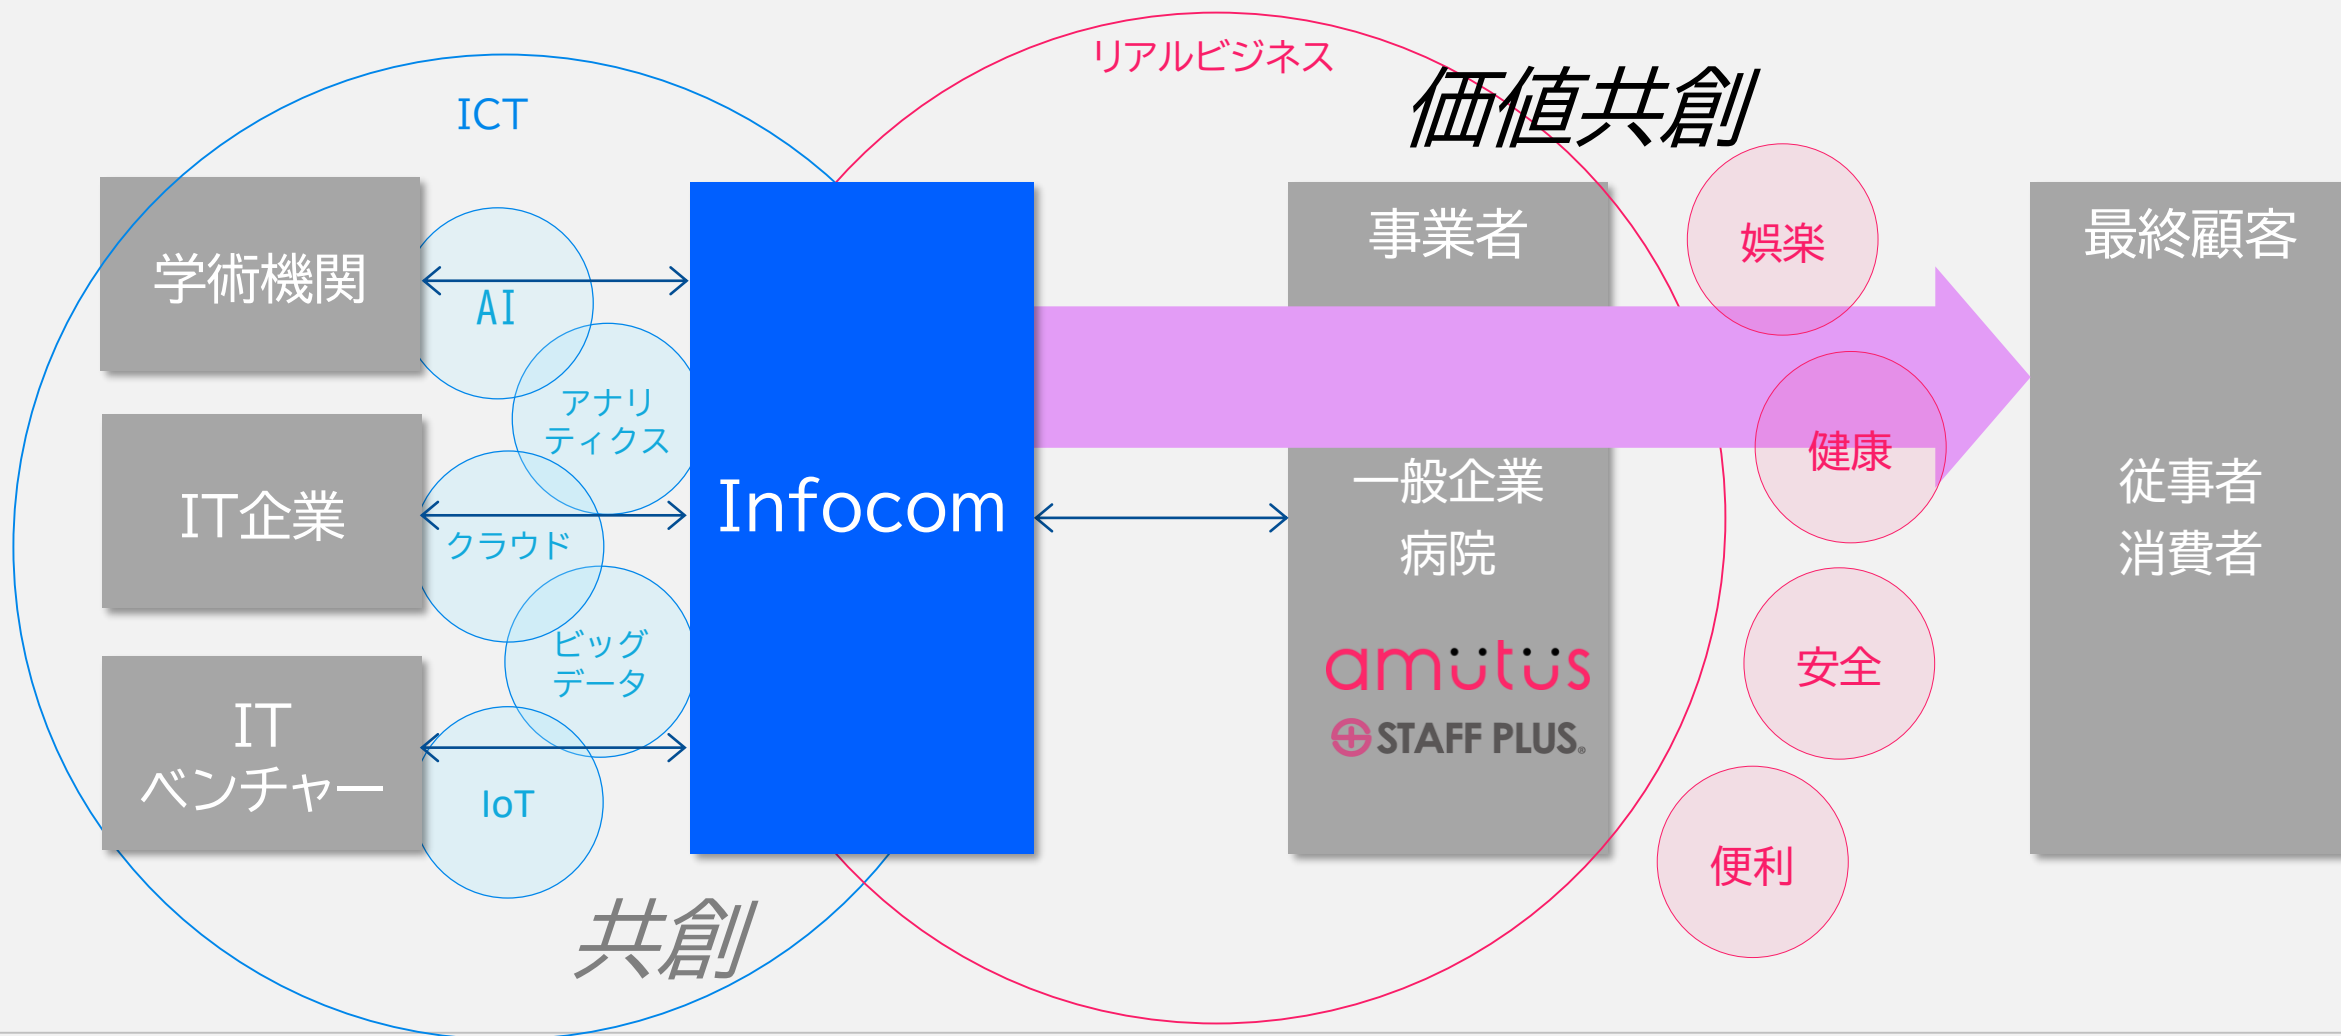 リアルビジネス
価値共創
ICT
学術機関
AI
アナリ
ティクス
IT企業
クラウド
ビッグ
データ
IT
ベンチャー
IoT
共創
Infocom
事業者
一般企業
病院
amütüs
STAFF PLUS®
娯楽
健康
安全
便利
最終顧客
従事者
消費者